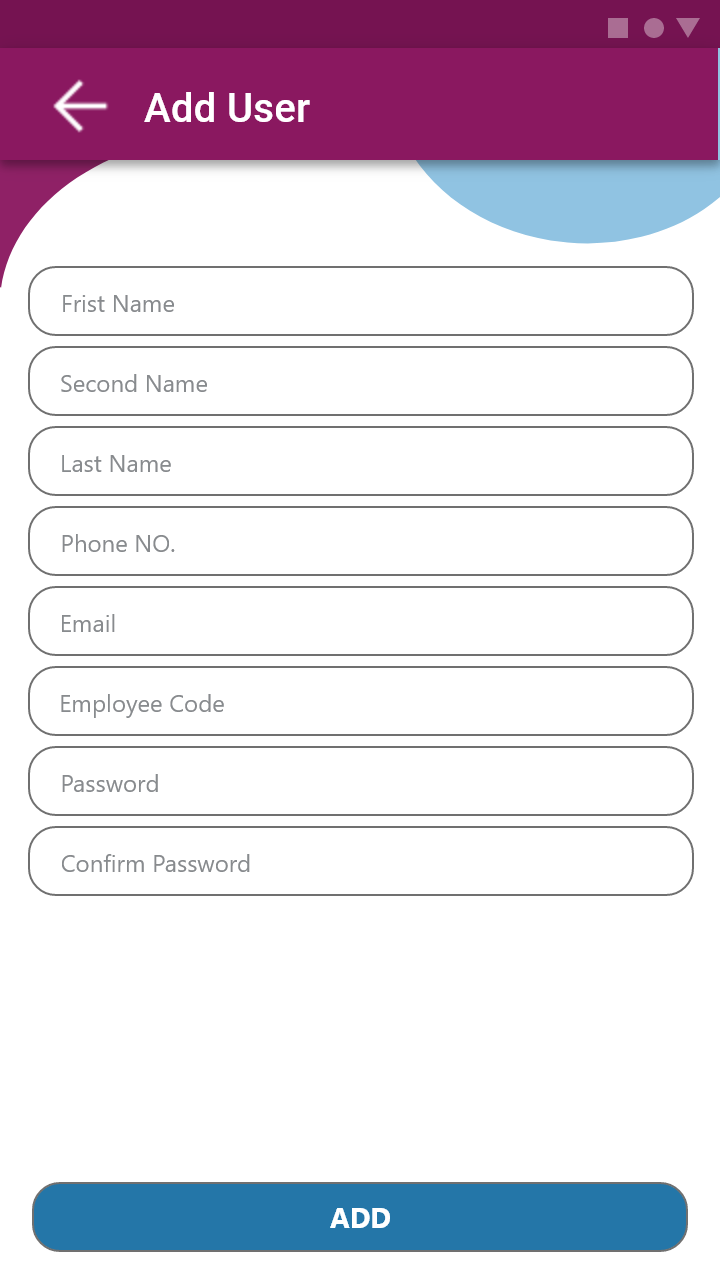 Add User
Frist Name
Second Name
Last Name
Phone NO.
Email
Employee Code
Password
Confirm Password
ADD